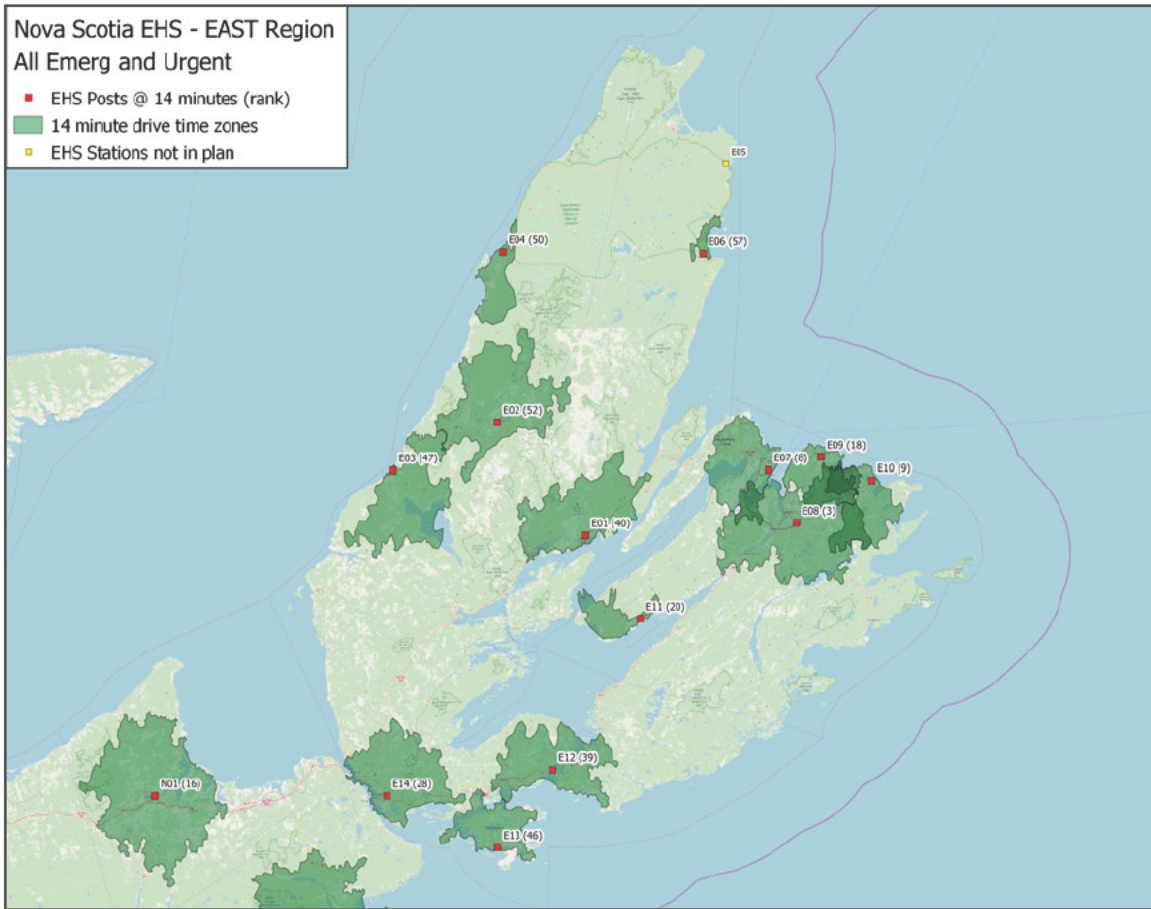 Nova Scotia EHS - EAST Region
All Emerg and Urgent
EHS Posts @ 14 minutes (rank)
14 minute drive time zones
EHS Stations not in plan
E05
E04 (50)
E06 (57)
E02 (52)
E03 (47)
E09 (18)
E07 (8)
E10 (9)
E08 (3)
E01 (40)
E11 (20)
E12 (39)
N01 (16)
E14 (28)
E13 (46)